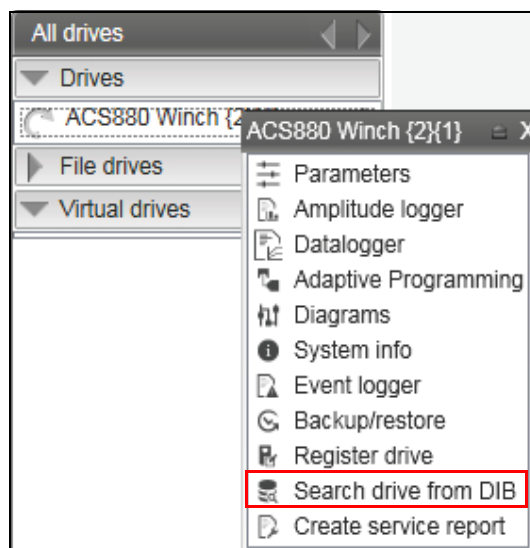 All drives
Drives
ACS880 Winch {2
ACS880 Winch {2}{1} X
File drives
Virtual drives
Parameters
Amplitude logger
Datalogger
Adaptive Programming
Diagrams
System info
Event logger
Backup/restore
Register drive
Search drive from DIB
Create service report